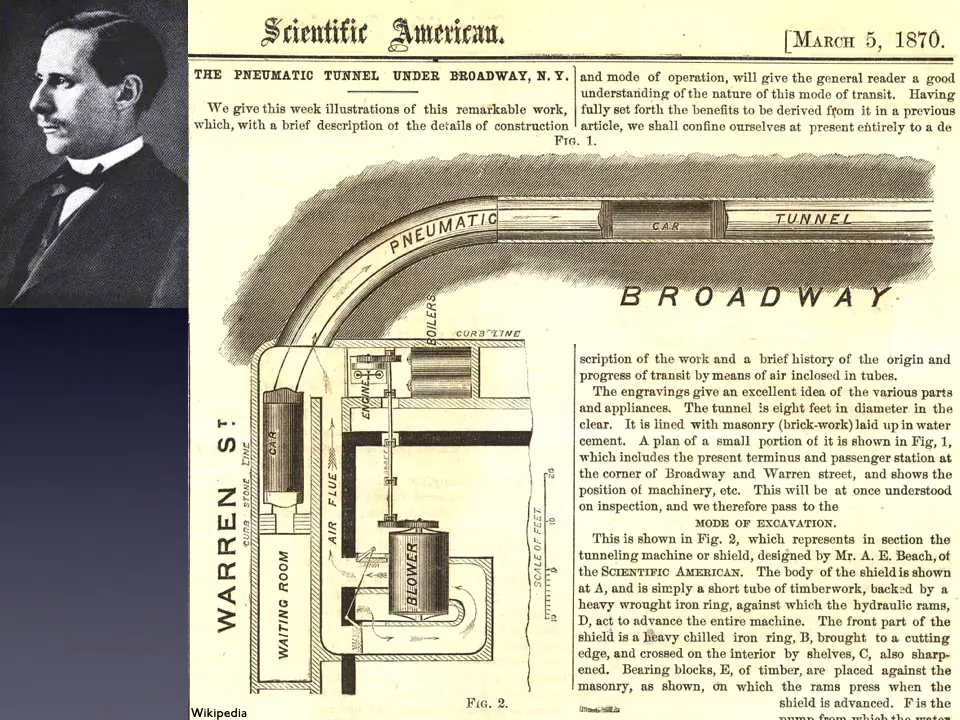 Scientific American.
[MARCH 5, 1870.
THE PNEUMATIC TUNNEL UNDER BROADWAY, N. Y.
We give this week illustrations of this remarkable work,
which, with a brief description of the details of construction
and mode of operation, will give the general reader a good
understanding of the nature of this mode of transit. Having
fully set forth the benefits to be derived from it in a previous
article, we shall confine ourselves at present entirely to a de
FIG. 1.
PNEUMATIC
CAR
TUNNEL
BROADWAY
BOILERS
CURB LINE
ENGINE
CAR
WARREN ST.
CURB STONE LINE
AIR FLUE
SHAFT
BLOWER
WAITING ROOM
SCALE OF FEET.
20
10
0
10
FIG. 2.
scription of the work and a brief history of the origin and
progress of transit by means of air inclosed in tubes.
The engravings give an excellent idea of the various parts
and appliances. The tunnel is eight feet in diameter in the
clear. It is lined with masonry (brick-work) laid up in water
cement. A plan of a small portion of it is shown in Fig, 1,
which includes the present terminus and passenger station at
the corner of Broadway and Warren street, and shows the
position of machinery, etc. This will be at once understood
on inspection, and we therefore pass to the
MODE OF EXCAVATION.
This is shown in Fig. 2, which represents in section the
tunneling machine or shield, designed by Mr. A. E. Beach, of
the SCIENTIFIC AMERICAN. The body of the shield is shown
at A, and is simply a short tube of timberwork, backed by a
heavy wrought iron ring, against which the hydraulic rams,
D, act to advance the entire machine. The front part of the
shield is a heavy chilled iron ring, B, brought to a cutting
edge, and crossed on the interior by shelves, C, also sharp-
ened. Bearing blocks, E, of timber, are placed against the
masonry, as shown, on which the rams press when the
shield is advanced. F is the
pump from which the water
Wikipedia